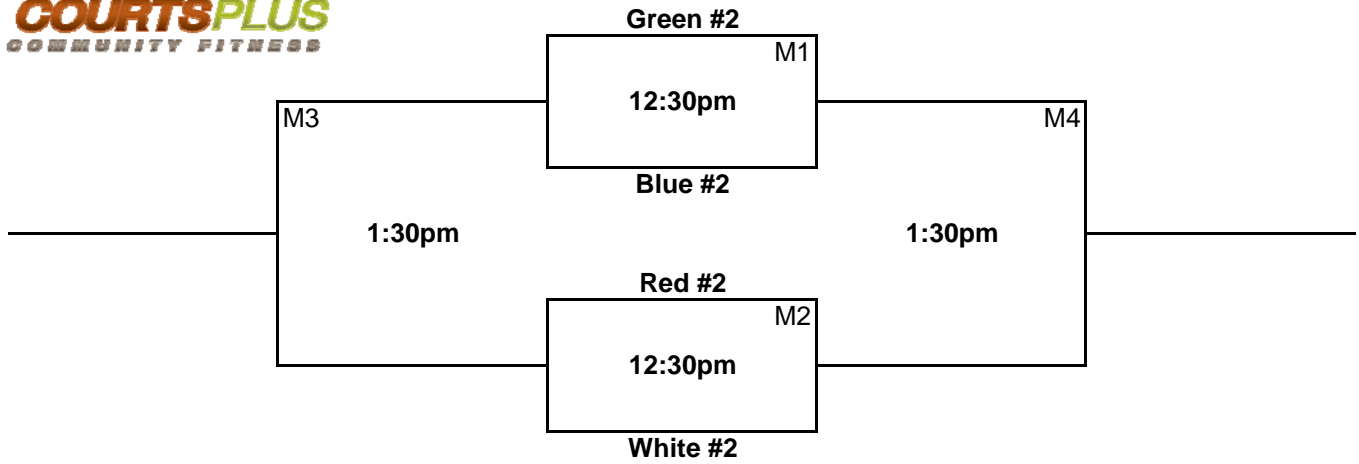 COURTSPLUS
COMMUNITY FITNESS
Green #2
M1
12:30pm
M3
M4
Blue #2
1:30pm
1:30pm
Red #2
M2
12:30pm
White #2